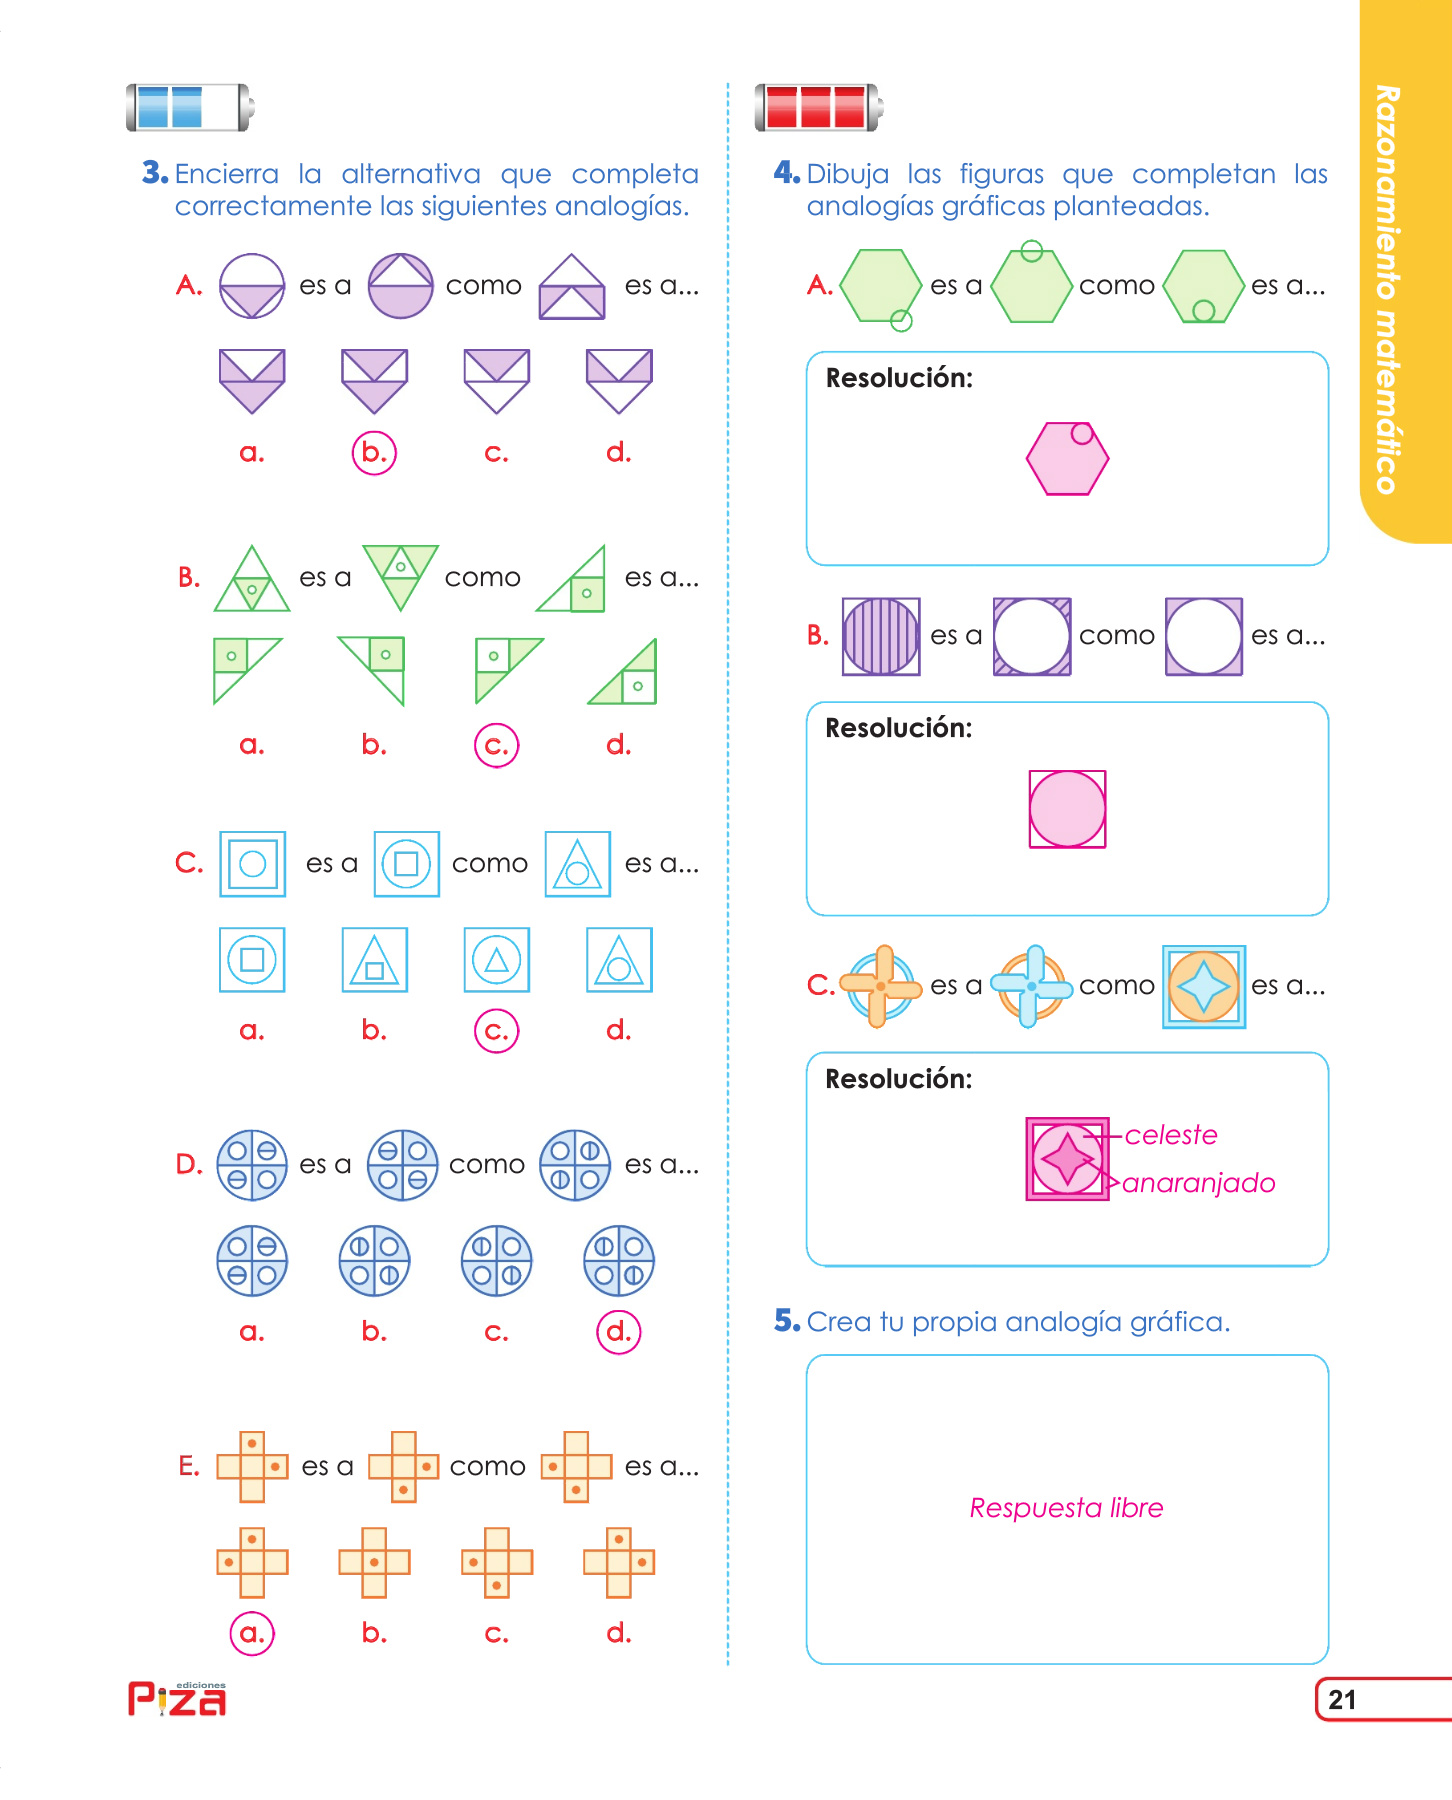 Razonamiento matemático
3. Encierra la alternativa que completa
correctamente las siguientes analogías.
A. es a como es a...
a. b. c. d.
B. es a como es a...
a. b. c. d.
C. es a como es a...
a. b. c. d.
D. es a como es a...
a. b. c. d.
E. es a como es a...
a. b. c. d.
4. Dibuja las figuras que completan las
analogías gráficas planteadas.
A. es a como es a...
Resolución:
B. es a como es a...
Resolución:
C. es a como es a...
Resolución:
celeste
anaranjado
5. Crea tu propia analogía gráfica.
Respuesta libre
ediciones
Piza
21